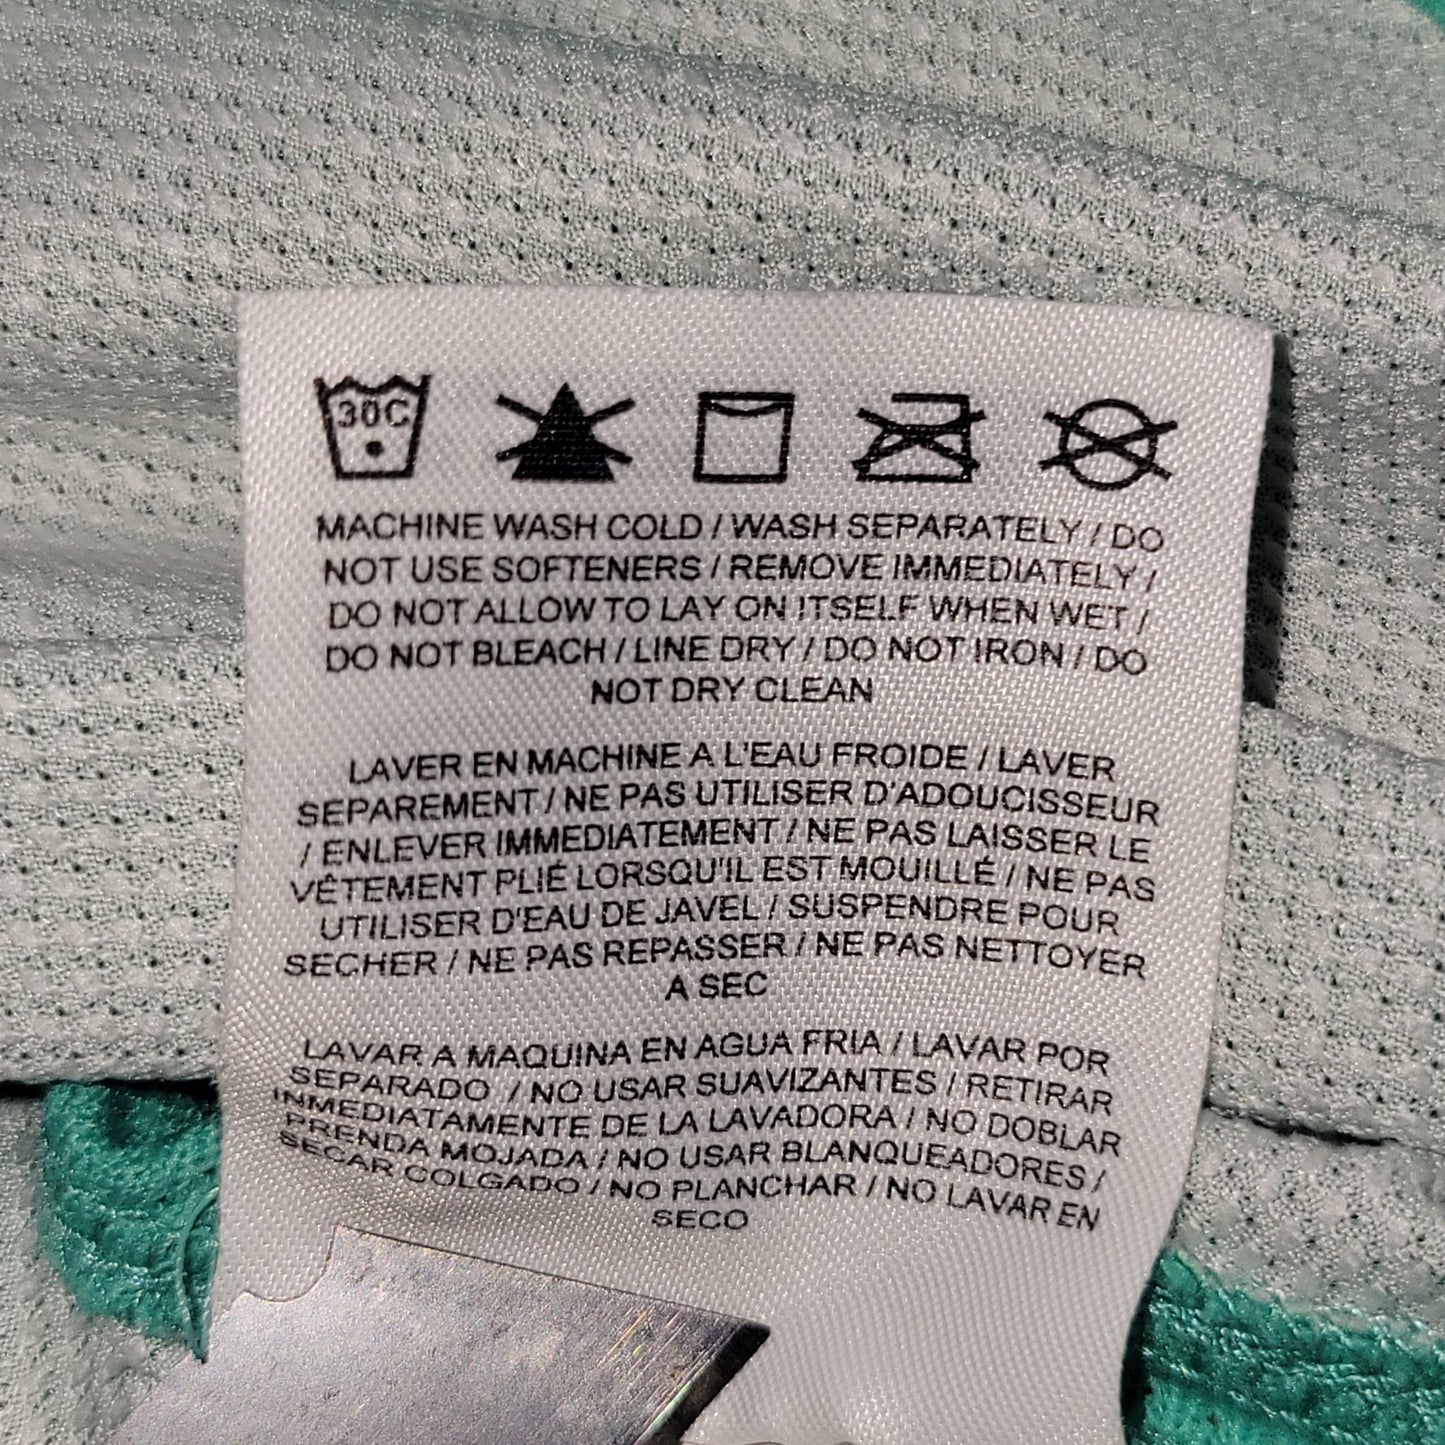 30C
MACHINE WASH COLD / WASH SEPARATELY / DO
NOT USE SOFTENERS / REMOVE IMMEDIATELY /
DO NOT ALLOW TO LAY ON ITSELF WHEN WET /
DO NOT BLEACH / LINE DRY / DO NOT IRON / DO
NOT DRY CLEAN
LAVER EN MACHINE A L'EAU FROIDE / LAVER
SEPAREMENT / NE PAS UTILISER D'ADOUCISSEUR
/ ENLEVER IMMEDIATEMENT / NE PAS LAISSER LE
VÊTEMENT PLIÉ LORSQU'IL EST MOUILLÉ / NE PAS
UTILISER D'EAU DE JAVEL / SUSPENDRE POUR
SECHER / NE PAS REPASSER / NE PAS NETTOYER
A SEC
LAVAR A MAQUINA EN AGUA FRIA / LAVAR POR
SEPARADO / NO USAR SUAVIZANTES / RETIRAR
INMEDIATAMENTE DE LA LAVADORA / NO DOBLAR
PRENDA MOJADA / NO USAR BLANQUEADORES /
SECAR COLGADO / NO PLANCHAR / NO LAVAR EN
SECO